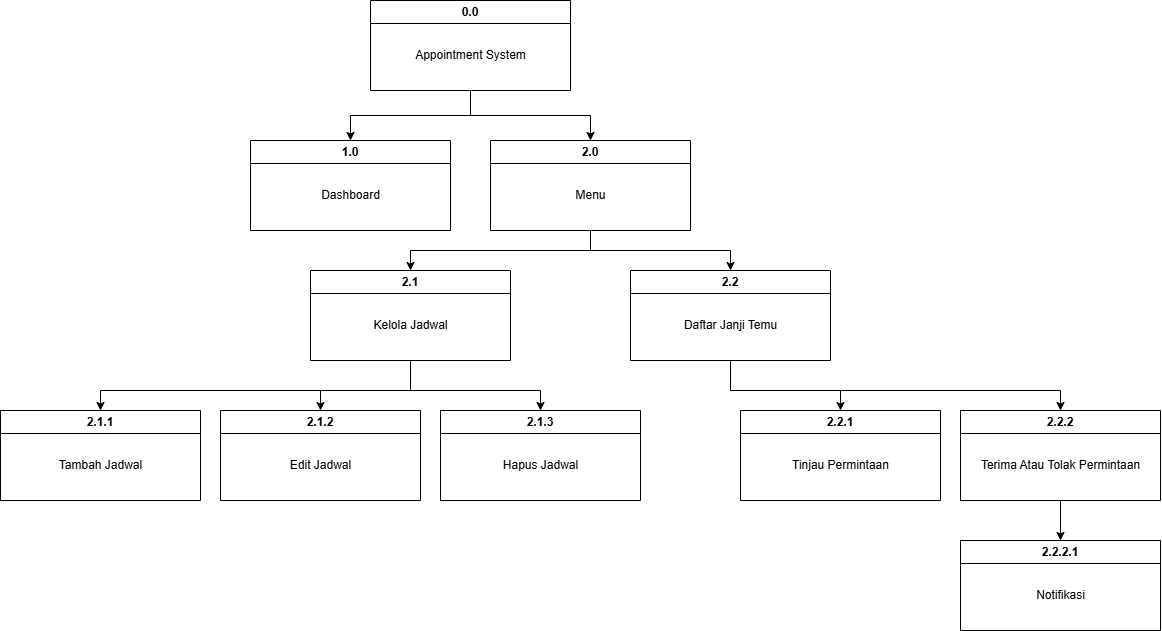 0.0
Appointment System
1.0
Dashboard
2.0
Menu
2.1
Kelola Jadwal
2.2
Daftar Janji Temu
2.1.1
Tambah Jadwal
2.1.2
Edit Jadwal
2.1.3
Hapus Jadwal
2.2.1
Tinjau Permintaan
2.2.2
Terima Atau Tolak Permintaan
2.2.2.1
Notifikasi